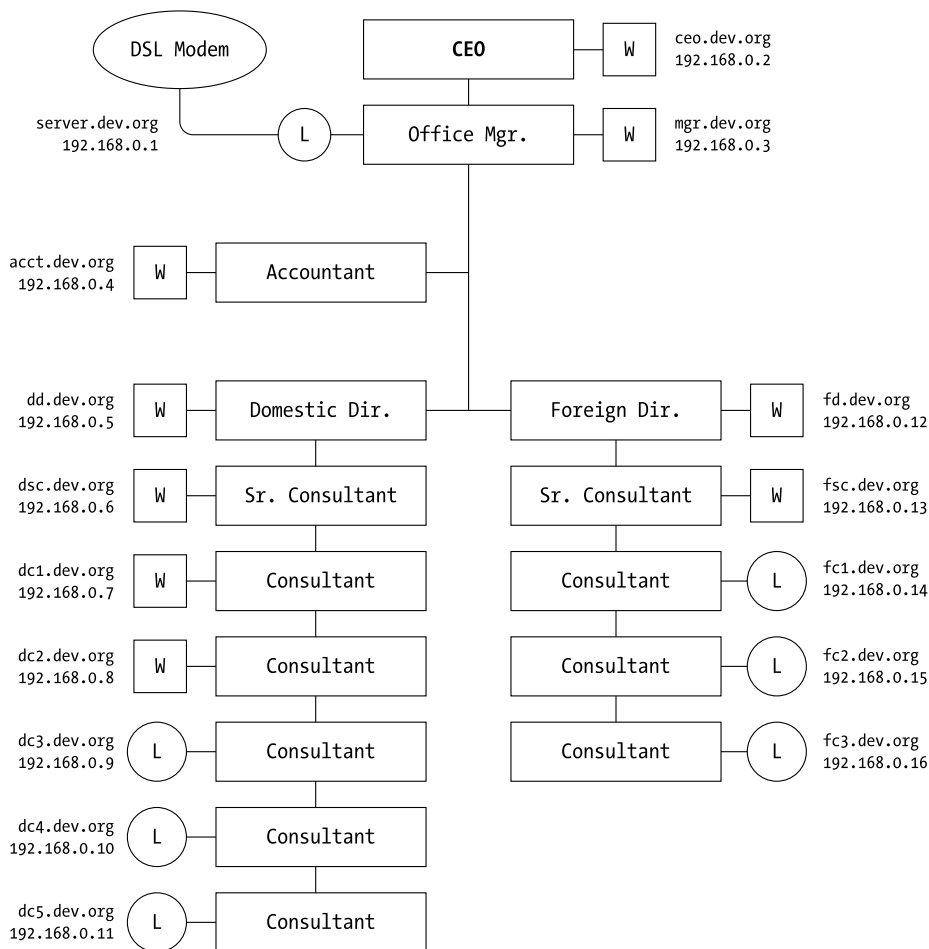 DSL Modem
CEO
W
ceo.dev.org
192.168.0.2
server.dev.org
192.168.0.1
L
Office Mgr.
W
mgr.dev.org
192.168.0.3
acct.dev.org
192.168.0.4
W
Accountant
dd.dev.org
192.168.0.5
W
Domestic Dir.
Foreign Dir.
W
fd.dev.org
192.168.0.12
dsc.dev.org
192.168.0.6
W
Sr. Consultant
Sr. Consultant
W
fsc.dev.org
192.168.0.13
dc1.dev.org
192.168.0.7
W
Consultant
Consultant
L
fc1.dev.org
192.168.0.14
dc2.dev.org
192.168.0.8
W
Consultant
Consultant
L
fc2.dev.org
192.168.0.15
dc3.dev.org
192.168.0.9
L
Consultant
Consultant
L
fc3.dev.org
192.168.0.16
dc4.dev.org
192.168.0.10
L
Consultant
dc5.dev.org
192.168.0.11
L
Consultant